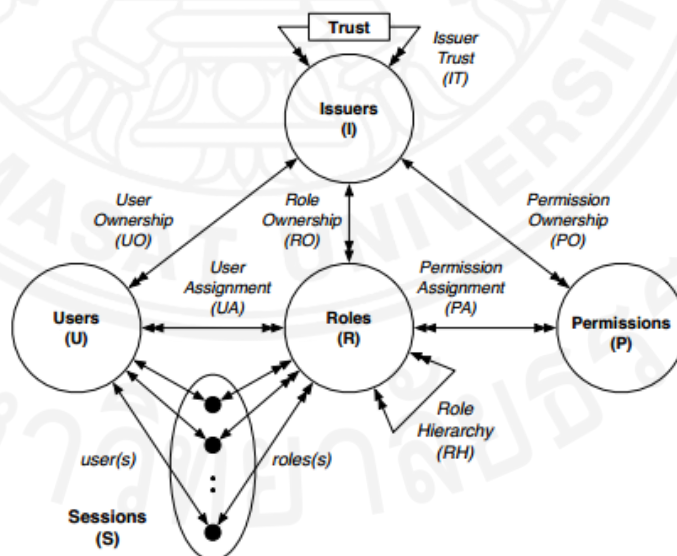 Trust
Issuer
Trust
(IT)
Issuers
(I)
User
Ownership
(UO)
Role
Ownership
(RO)
Permission
Ownership
(PO)
User
Assignment
(UA)
Permission
Assignment
(PA)
Users
(U)
Roles
(R)
Permissions
(P)
Role
Hierarchy
(RH)
user(s)
roles(s)
Sessions
(S)